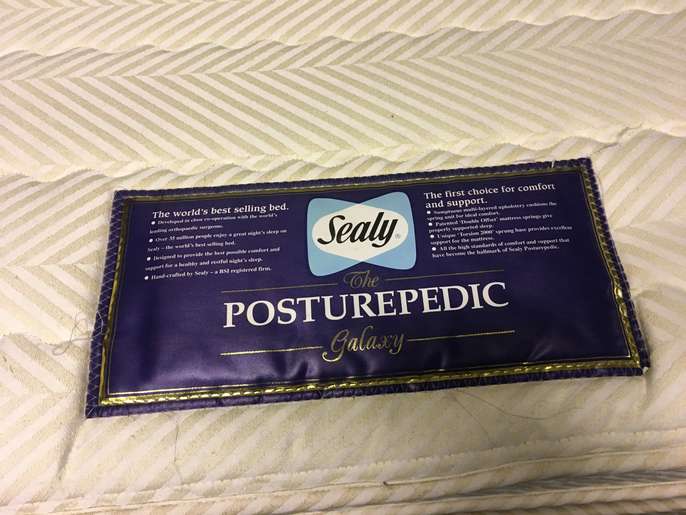 The world's best selling bed.
● Developed in close co-operation with the world's
leading orthopaedic surgeons.
● Over 35 million people enjoy a great night's sleep on
Sealy – the world's best selling bed.
● Designed to provide the best possible comfort and
support for a healthy and restful night's sleep.
● Hand-crafted by Sealy – a BSI registered firm.
Sealy®
The first choice for comfort
and support.
● Sumptuous multi-layered upholstery cushions the
spring unit for ideal comfort.
● Patented 'Double Offset' mattress springs give
properly supported sleep.
● Unique 'Torsion 2000' sprung base provides excellent
support for the mattress.
● All the high standards of comfort and support that
have become the hallmark of Sealy Posturepedic.
The
POSTUREPEDIC
Galaxy